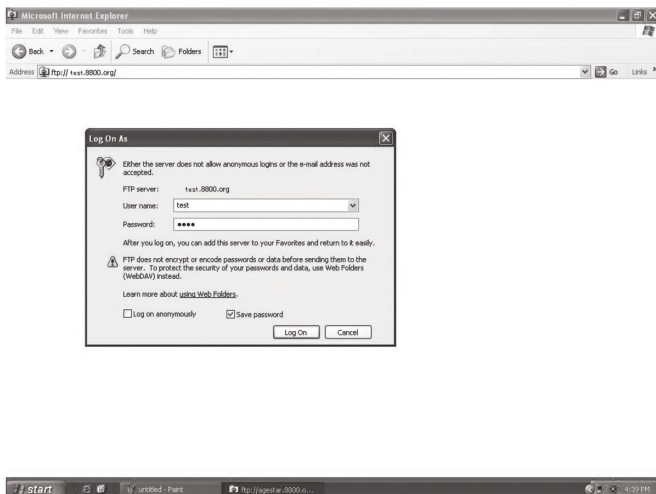 Microsoft Internet Explorer
File Edit View Favorites Tools Help
Back Search Folders
Address ftp:// test.8800.org/ Go Links
Log On As
Either the server does not allow anonymous logins or the e-mail address was not
accepted.
FTP server: test.8800.org
User name: test
Password: ••••
After you log on, you can add this server to your Favorites and return to it easily.
FTP does not encrypt or encode passwords or data before sending them to the
server. To protect the security of your passwords and data, use Web Folders
(WebDAV) instead.
Learn more about using Web Folders.
Log on anonymously Save password
Log On Cancel
start untitled - Paint ftp://agestar.8800.o... 4:39 PM